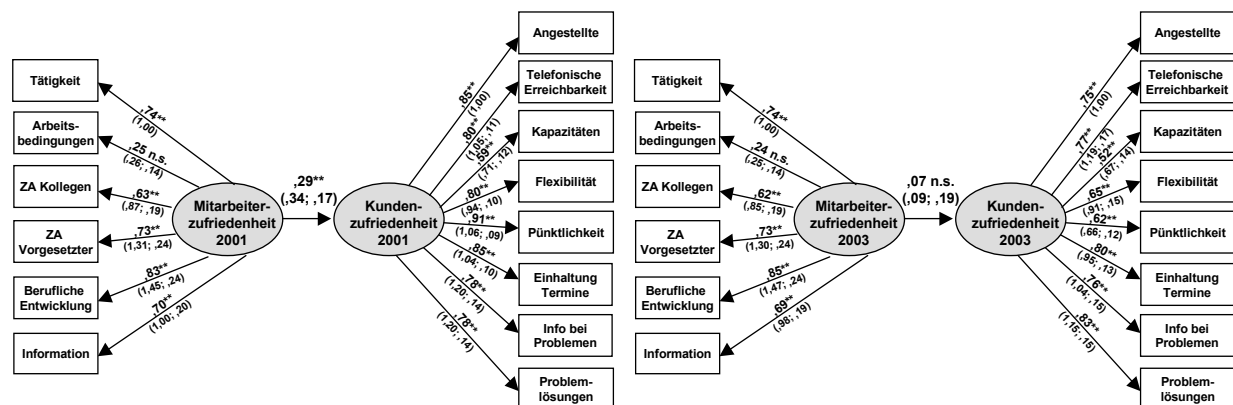 Tätigkeit
Arbeits-
bedingungen
ZA Kollegen
ZA
Vorgesetzter
Berufliche
Entwicklung
Information
,74**
(1,00)
,25 n.s.
(,26; ,14)
,63**
(,87; ,19)
,73**
(1,31; ,24)
,83**
(1,45; ,24)
,70**
(1,00; ,20)
Mitarbeiter-
zufriedenheit
2001
,29**
(,34; ,17)
Kunden-
zufriedenheit
2001
,85**
(1,00)
,80**
(1,05; ,11)
,59**
(,71; ,12)
,80**
(,94; ,10)
,91**
(1,06; ,09)
,85**
(1,04; ,10)
,78**
(1,20; ,14)
,78**
(1,20; ,14)
Angestellte
Telefonische
Erreichbarkeit
Kapazitäten
Flexibilität
Pünktlichkeit
Einhaltung
Termine
Info bei
Problemen
Problem-
lösungen
Tätigkeit
Arbeits-
bedingungen
ZA Kollegen
ZA
Vorgesetzter
Berufliche
Entwicklung
Information
,74**
(1,00)
,24 n.s.
(,25; ,14)
,62**
(,85; ,19)
,73**
(1,30; ,24)
,85**
(1,47; ,24)
,69**
(,98; ,19)
Mitarbeiter-
zufriedenheit
2003
,07 n.s.
(,09; ,19)
Kunden-
zufriedenheit
2003
,75**
(1,00)
,77**
(1,19; ,17)
,52**
(,67; ,14)
,65**
(,91; ,15)
,62**
(,66; ,12)
,80**
(,95; ,13)
,76**
(1,04; ,15)
,83**
(1,15; ,15)
Angestellte
Telefonische
Erreichbarkeit
Kapazitäten
Flexibilität
Pünktlichkeit
Einhaltung
Termine
Info bei
Problemen
Problem-
lösungen